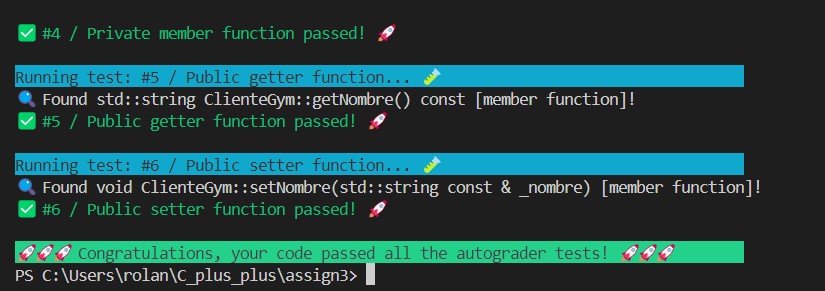 ✅ #4 / Private member function passed! 🚀
Running test: #5 / Public getter function... 🧪
🔍 Found std::string ClienteGym::getNombre() const [member function]!
✅ #5 / Public getter function passed! 🚀
Running test: #6 / Public setter function... 🧪
🔍 Found void ClienteGym::setNombre(std::string const & _nombre) [member function]!
✅ #6 / Public setter function passed! 🚀
🚀🚀🚀 Congratulations, your code passed all the autograder tests! 🚀🚀🚀
PS C:\Users\rolan\C_plus_plus\assign3>